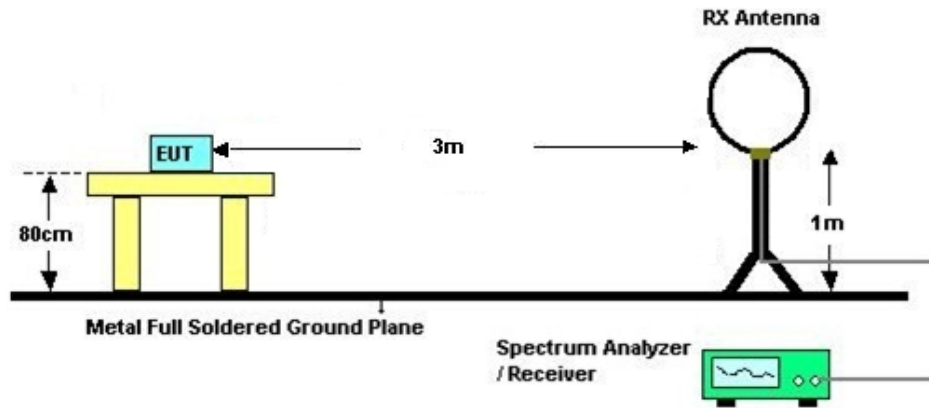 RX Antenna
EUT
3m
80cm
1m
Metal Full Soldered Ground Plane
Spectrum Analyzer
/ Receiver